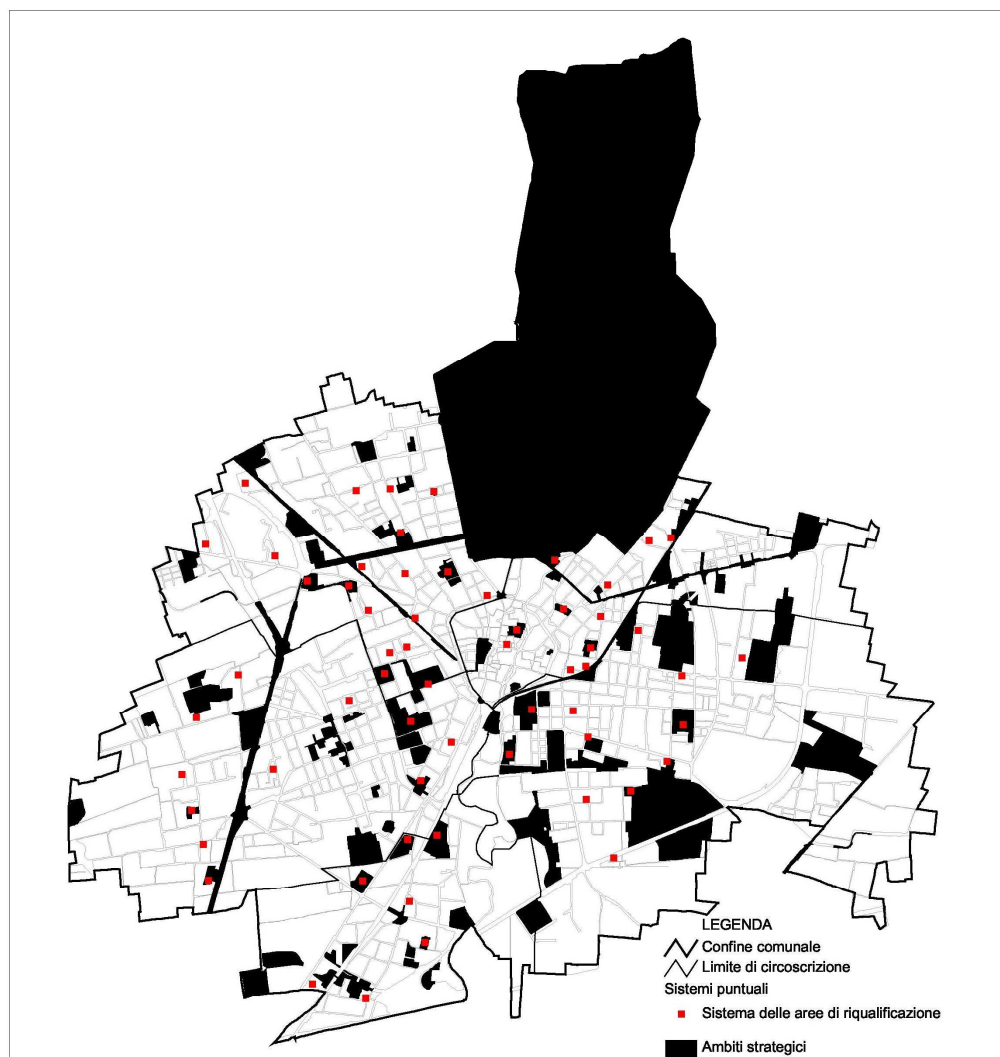 LEGENDA
Confine comunale
Limite di circoscrizione
Sistemi puntuali
Sistema delle aree di riqualificazione
Ambiti strategici